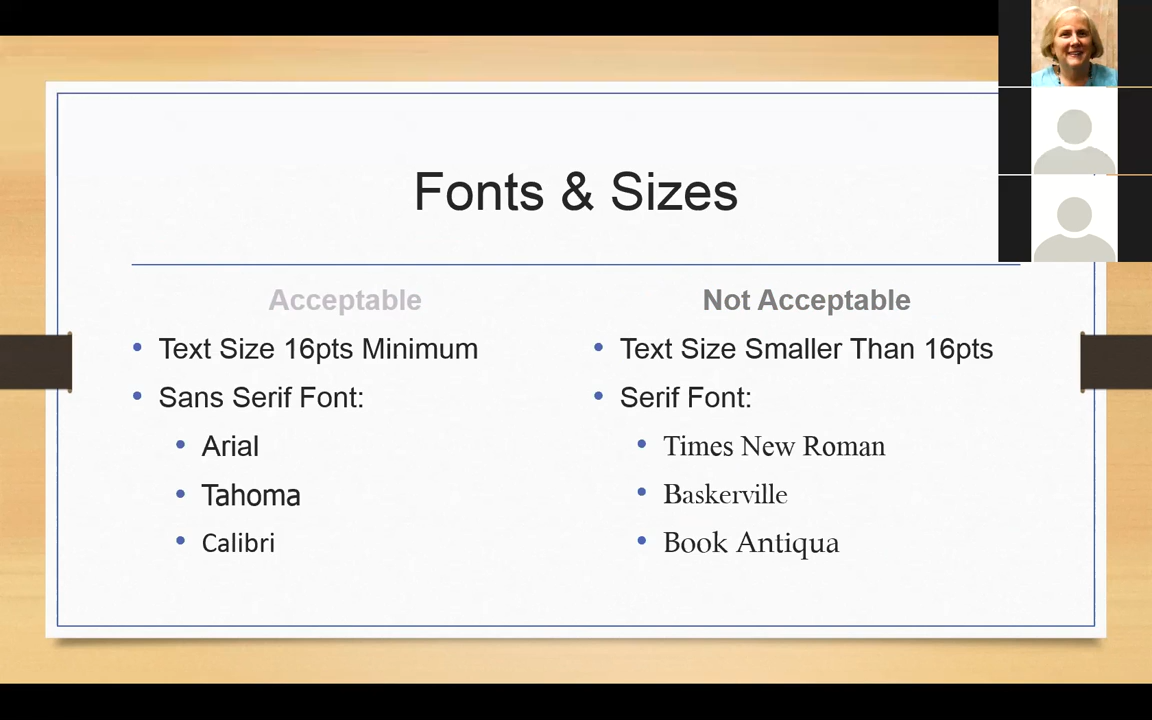 Fonts & Sizes
Acceptable
• Text Size 16pts Minimum
• Sans Serif Font:
• Arial
• Tahoma
• Calibri
Not Acceptable
• Text Size Smaller Than 16pts
• Serif Font:
• Times New Roman
• Baskerville
• Book Antiqua